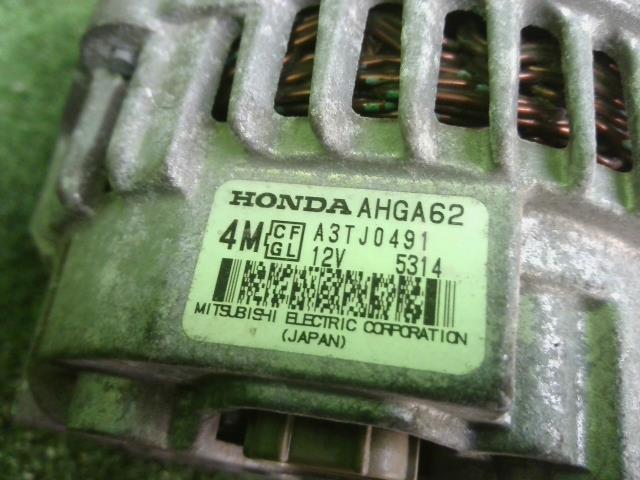 HONDA AHGA62
4M CF GL A3TJ0491
12V 5314
MITSUBISHI ELECTRIC CORPORATION
(JAPAN)